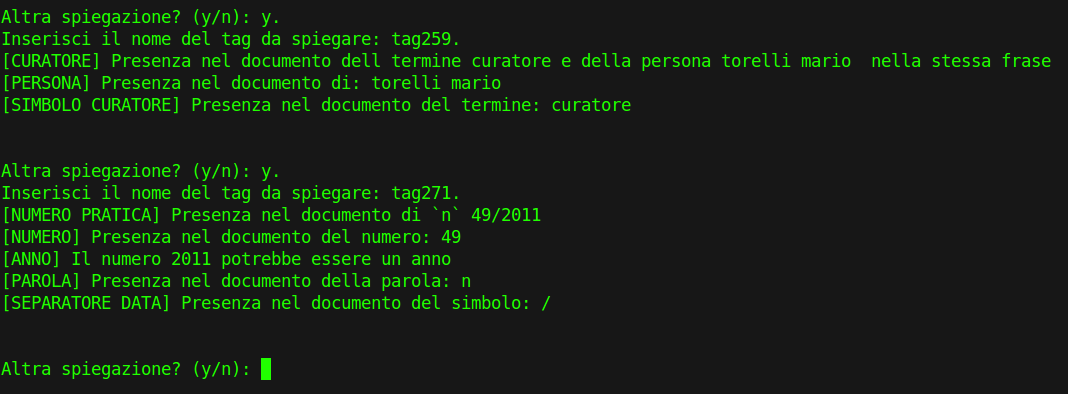 Altra spiegazione? (y/n): y.
Inserisci il nome del tag da spiegare: tag259.
[CURATORE] Presenza nel documento dell termine curatore e della persona torelli mario  nella stessa frase
[PERSONA] Presenza nel documento di: torelli mario
[SIMBOLO CURATORE] Presenza nel documento del termine: curatore
Altra spiegazione? (y/n): y.
Inserisci il nome del tag da spiegare: tag271.
[NUMERO PRATICA] Presenza nel documento di `n` 49/2011
[NUMERO] Presenza nel documento del numero: 49
[ANNO] Il numero 2011 potrebbe essere un anno
[PAROLA] Presenza nel documento della parola: n
[SEPARATORE DATA] Presenza nel documento del simbolo: /
Altra spiegazione? (y/n):